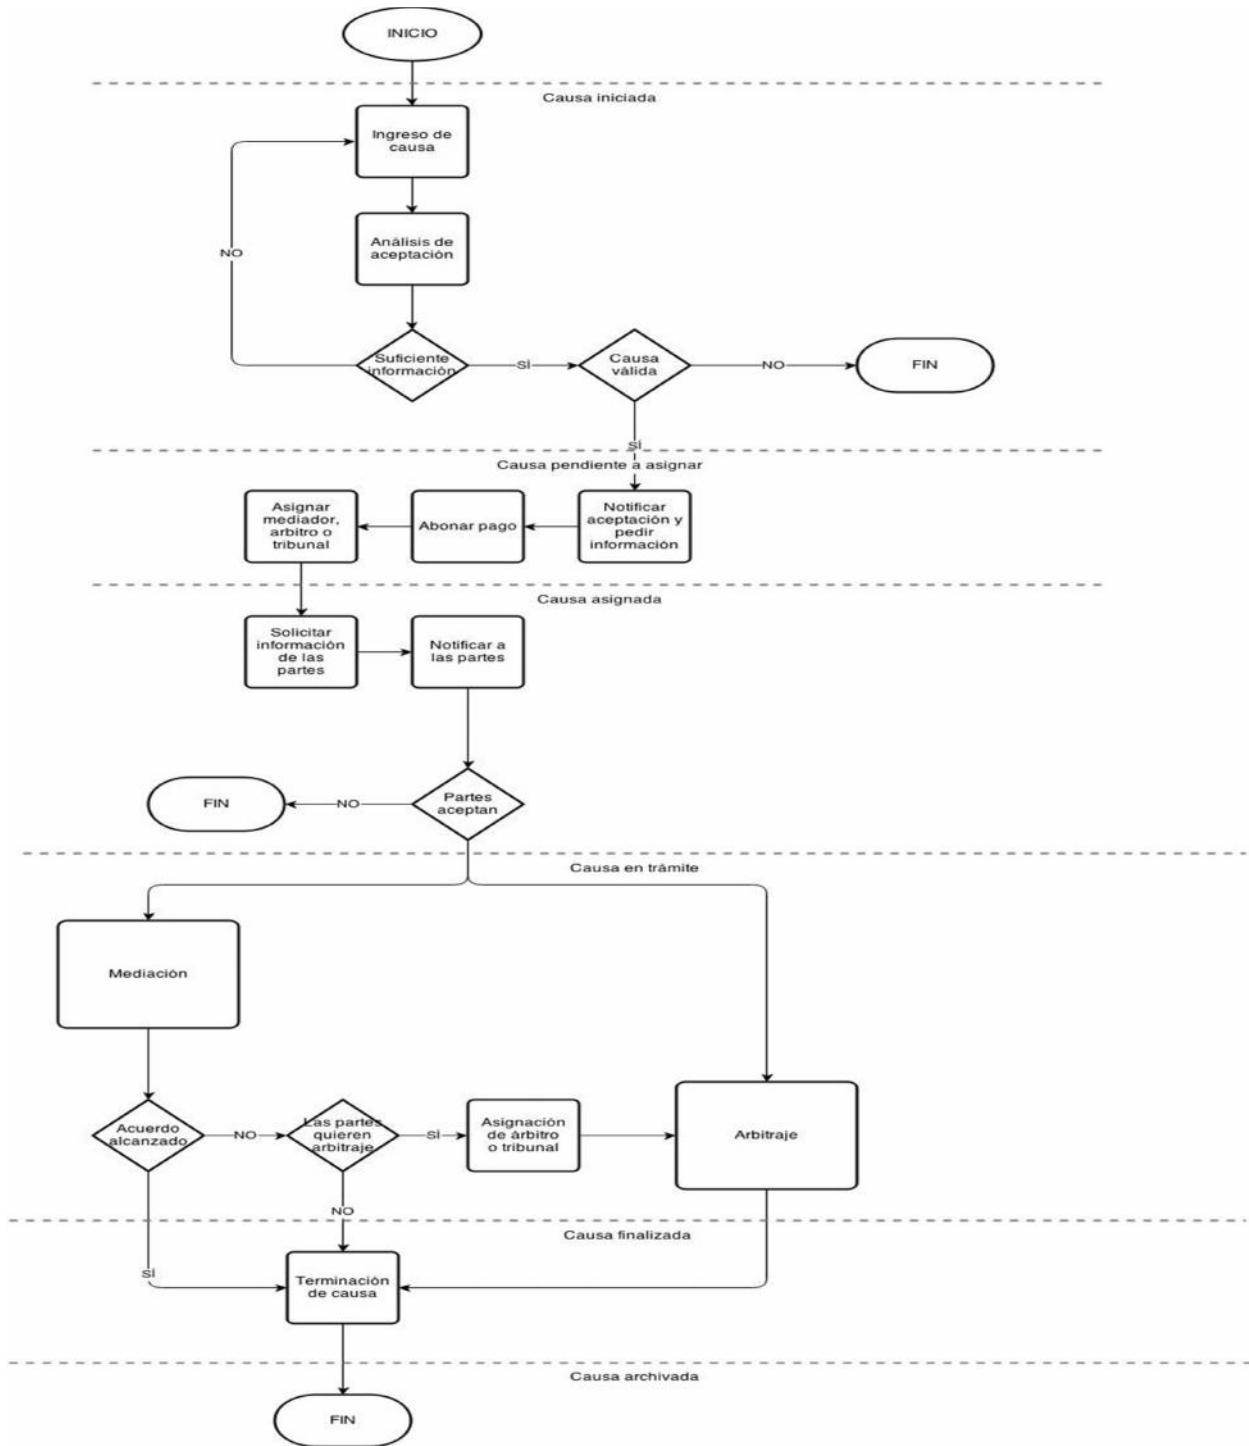 INICIO
Causa iniciada
Ingreso de
causa
Análisis de
aceptación
NO
Suficiente
información
SÍ
Causa
válida
NO
FIN
SÍ
Causa pendiente a asignar
Asignar
mediador,
arbitro o
tribunal
Abonar pago
Notificar
aceptación y
pedir
información
Causa asignada
Solicitar
información
de las
partes
Notificar a
las partes
FIN
NO
Partes
aceptan
Causa en trámite
Mediación
Acuerdo
alcanzado
NO
Las partes
quieren
arbitraje
SÍ
Asignación
de árbitro
o tribunal
Arbitraje
NO
Causa finalizada
SÍ
Terminación
de causa
Causa archivada
FIN